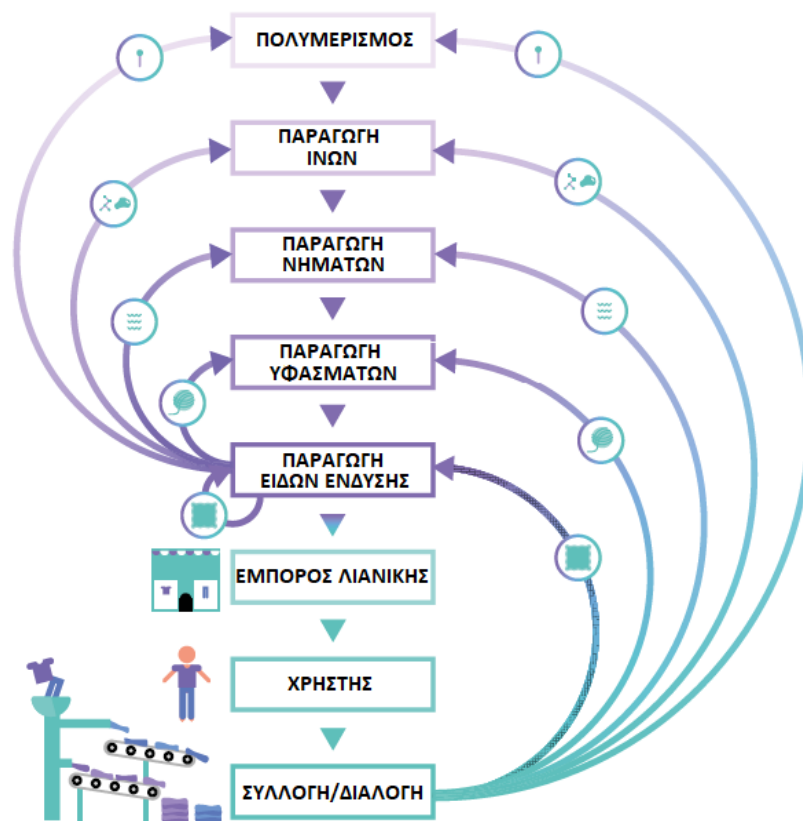 ΠΟΛΥΜΕΡΙΣΜΟΣ
ΠΑΡΑΓΩΓΗ
ΙΝΩΝ
ΠΑΡΑΓΩΓΗ
ΝΗΜΑΤΩΝ
ΠΑΡΑΓΩΓΗ
ΥΦΑΣΜΑΤΩΝ
ΠΑΡΑΓΩΓΗ
ΕΙΔΩΝ ΕΝΔΥΣΗΣ
ΕΜΠΟΡΟΣ ΛΙΑΝΙΚΗΣ
ΧΡΗΣΤΗΣ
ΣΥΛΛΟΓΗ/ΔΙΑΛΟΓΗ